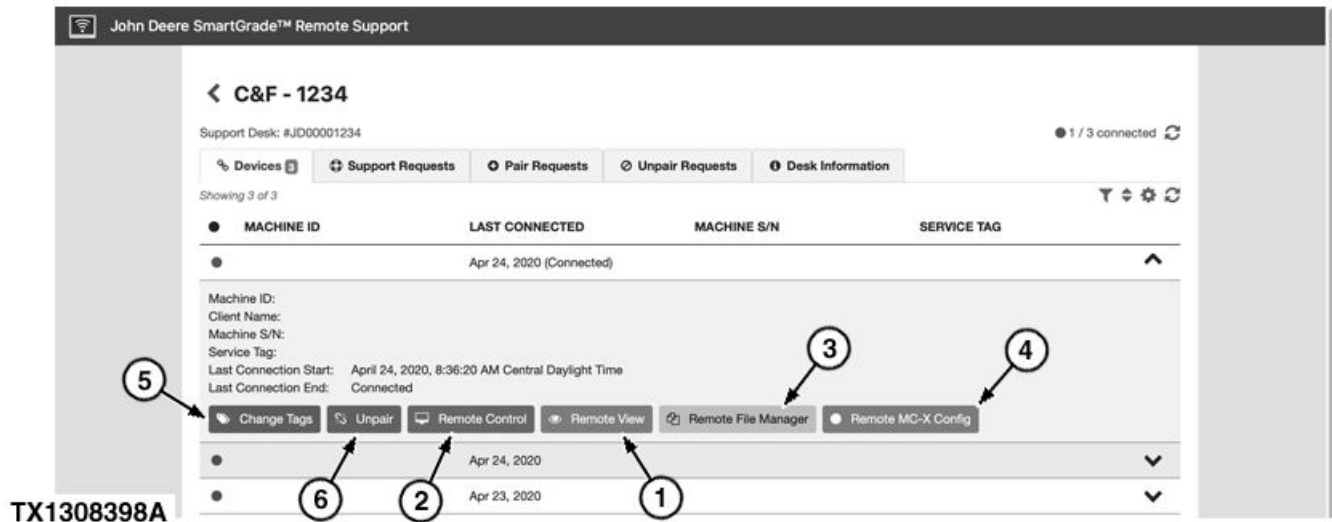 John Deere SmartGrade™ Remote Support
C&F - 1234
Support Desk: #JD00001234
1 / 3 connected
Devices 3 Support Requests Pair Requests Unpair Requests Desk Information
Showing 3 of 3
MACHINE ID LAST CONNECTED MACHINE S/N SERVICE TAG
Apr 24, 2020 (Connected)
Machine ID:
Client Name:
Machine S/N:
Service Tag:
Last Connection Start: April 24, 2020, 8:36:20 AM Central Daylight Time
Last Connection End: Connected
3
4
5
Change Tags Unpair Remote Control Remote View Remote File Manager Remote MC-X Config
Apr 24, 2020
6
2
1
Apr 23, 2020
TX1308398A